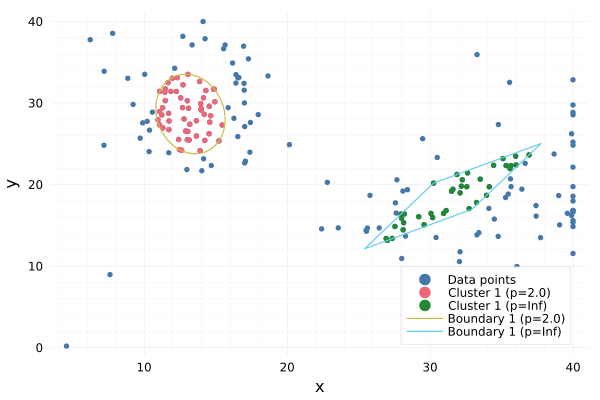 40
30
20
10
0
y
10
20
30
40
x
Data points
Cluster 1 (p=2.0)
Cluster 1 (p=Inf)
Boundary 1 (p=2.0)
Boundary 1 (p=Inf)